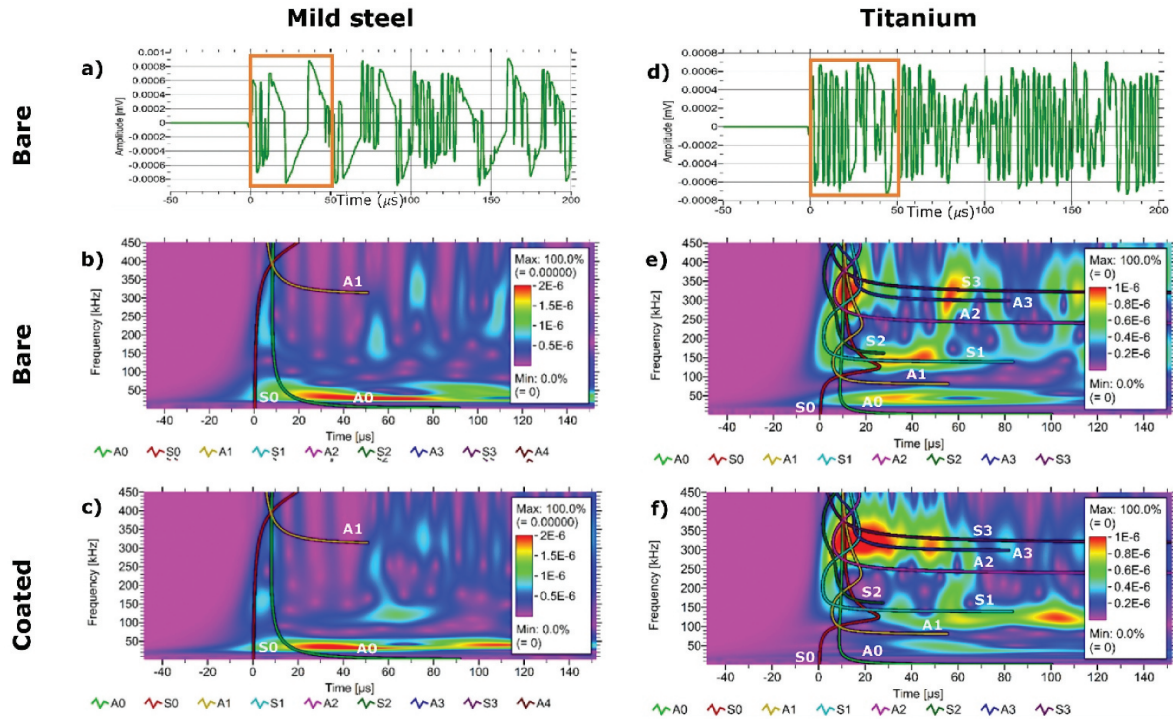 Mild steel
Titanium
Bare
a)
Amplitude [mV]
0.001
0.0008
0.0006
0.0004
0.0002
0
-0.0002
-0.0004
-0.0006
-0.0008
-50 0 50 100 150 200
Time (μs)
d)
Amplitude [mV]
0.0008
0.0006
0.0004
0.0002
0
-0.0002
-0.0004
-0.0006
-0.0008
-50 0 50 100 150 200
Time (μs)
Bare
b)
Frequency [kHz]
450
400
350
300
250
200
150
100
50
A1
S0
A0
Max: 100.0%
(= 0.00000)
2E-6
1.5E-6
1E-6
0.5E-6
Min: 0.0%
(= 0)
-40 -20 0 20 40 60 80 100 120 140
Time [μs]
A0 S0 A1 S1 A2 S2 A3 S3 A4
e)
Frequency [kHz]
450
400
350
300
250
200
150
100
50
S3
A3
A2
S2
S1
A1
S0
A0
Max: 100.0%
(= 0)
1E-6
0.8E-6
0.6E-6
0.4E-6
0.2E-6
Min: 0.0%
(= 0)
-40 -20 0 20 40 60 80 100 120 140
Time [μs]
A0 S0 A1 S1 A2 S2 A3 S3
Coated
c)
Frequency [kHz]
450
400
350
300
250
200
150
100
50
A1
S0
A0
Max: 100.0%
(= 0.00000)
2E-6
1.5E-6
1E-6
0.5E-6
Min: 0.0%
(= 0)
-40 -20 0 20 40 60 80 100 120 140
Time [μs]
A0 S0 A1 S1 A2 S2 A3 S3 A4
f)
Frequency [kHz]
450
400
350
300
250
200
150
100
50
S3
A3
A2
S2
S1
A1
S0
A0
Max: 100.0%
(= 0)
1E-6
0.8E-6
0.6E-6
0.4E-6
0.2E-6
Min: 0.0%
(= 0)
-40 -20 0 20 40 60 80 100 120 140
Time [μs]
A0 S0 A1 S1 A2 S2 A3 S3